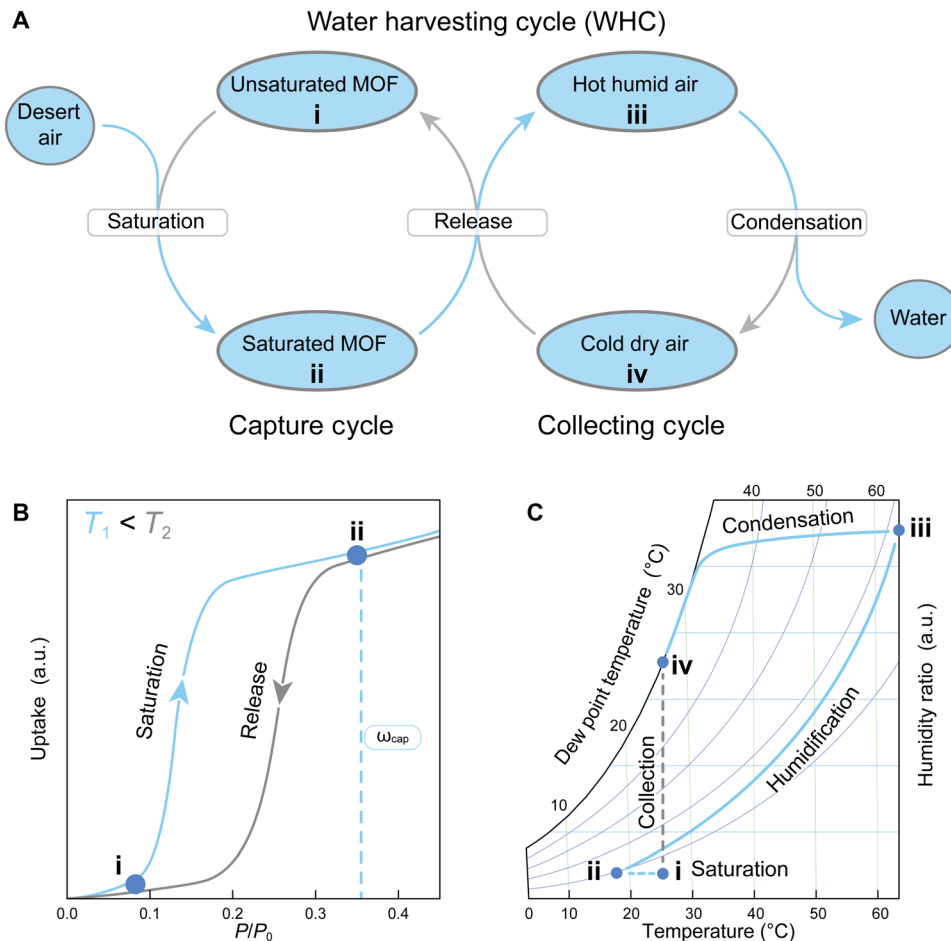 A
Water harvesting cycle (WHC)
Desert
air
Unsaturated MOF
i
Hot humid air
iii
Saturation
Release
Condensation
Saturated MOF
ii
Cold dry air
iv
Water
Capture cycle
Collecting cycle
B
T₁ < T₂
ii
Saturation
Release
ωcap
i
Uptake (a.u.)
0.0 0.1 0.2 0.3 0.4
P/P₀
C
40 50 60
Condensation
iii
30
Dew point temperature (°C)
iv
20
Humidification
Collection
10
ii
i
Saturation
Humidity ratio (a.u.)
0 10 20 30 40 50 60
Temperature (°C)